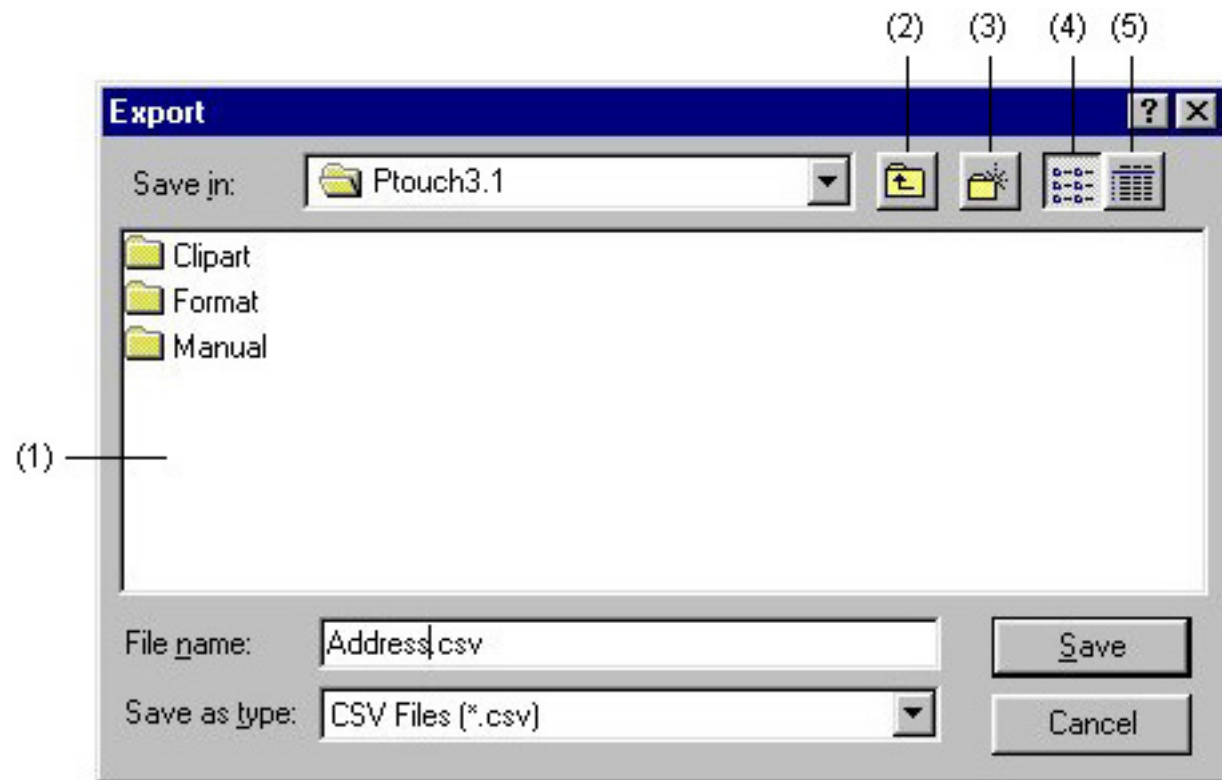 (2) (3) (4) (5)
Export
Save in: Ptouch3.1
Clipart
Format
Manual
(1)
File name: Address.csv Save
Save as type: CSV Files (*.csv) Cancel